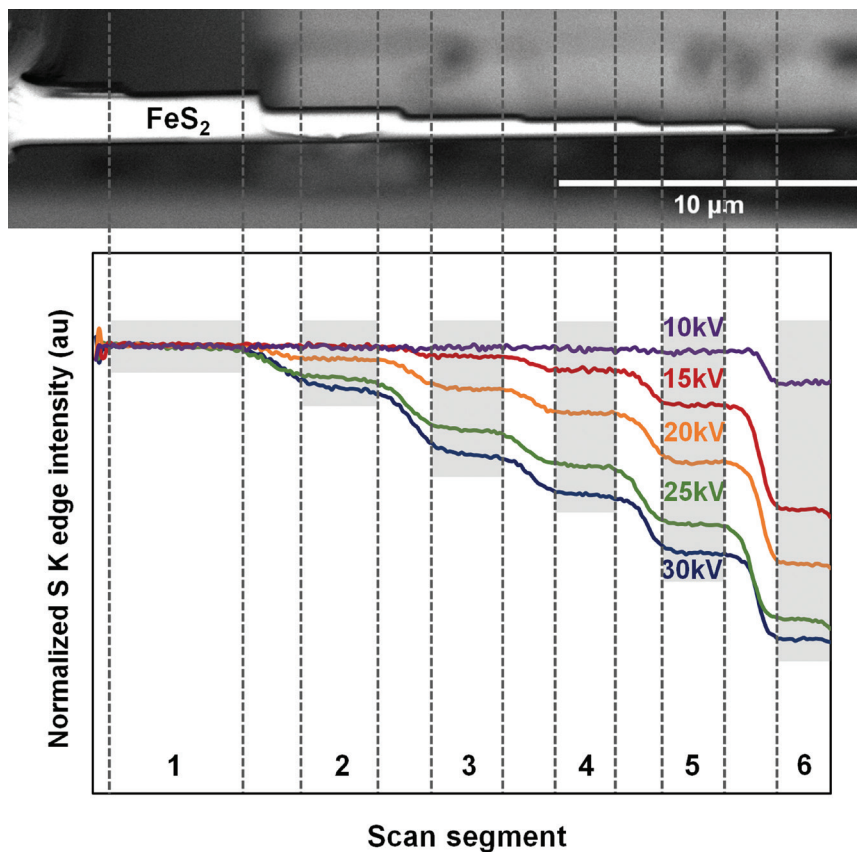 FeS₂
10 µm
Normalized S K edge intensity (au)
10kV
15kV
20kV
25kV
30kV
1 2 3 4 5 6
Scan segment